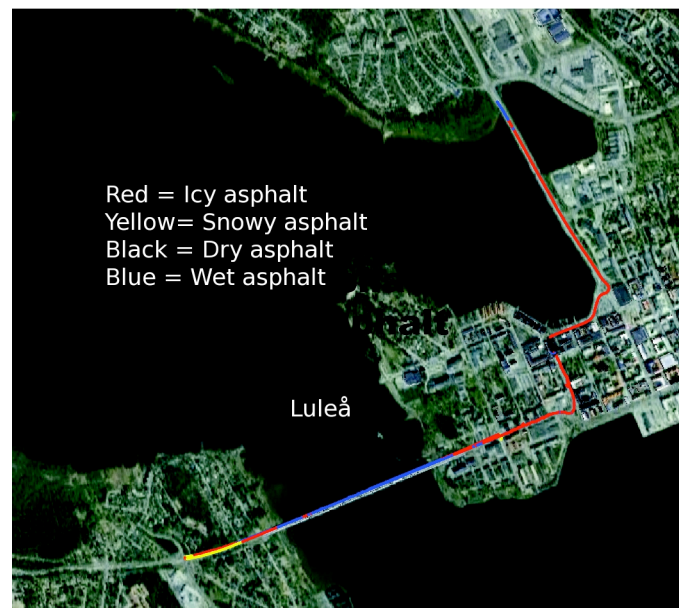 Red = Icy asphalt
Yellow= Snowy asphalt
Black = Dry asphalt
Blue = Wet asphalt
Luleå